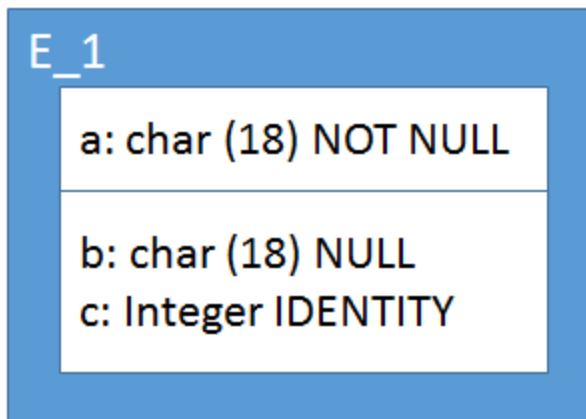 E_1
a: char (18) NOT NULL
b: char (18) NULL
c: Integer IDENTITY